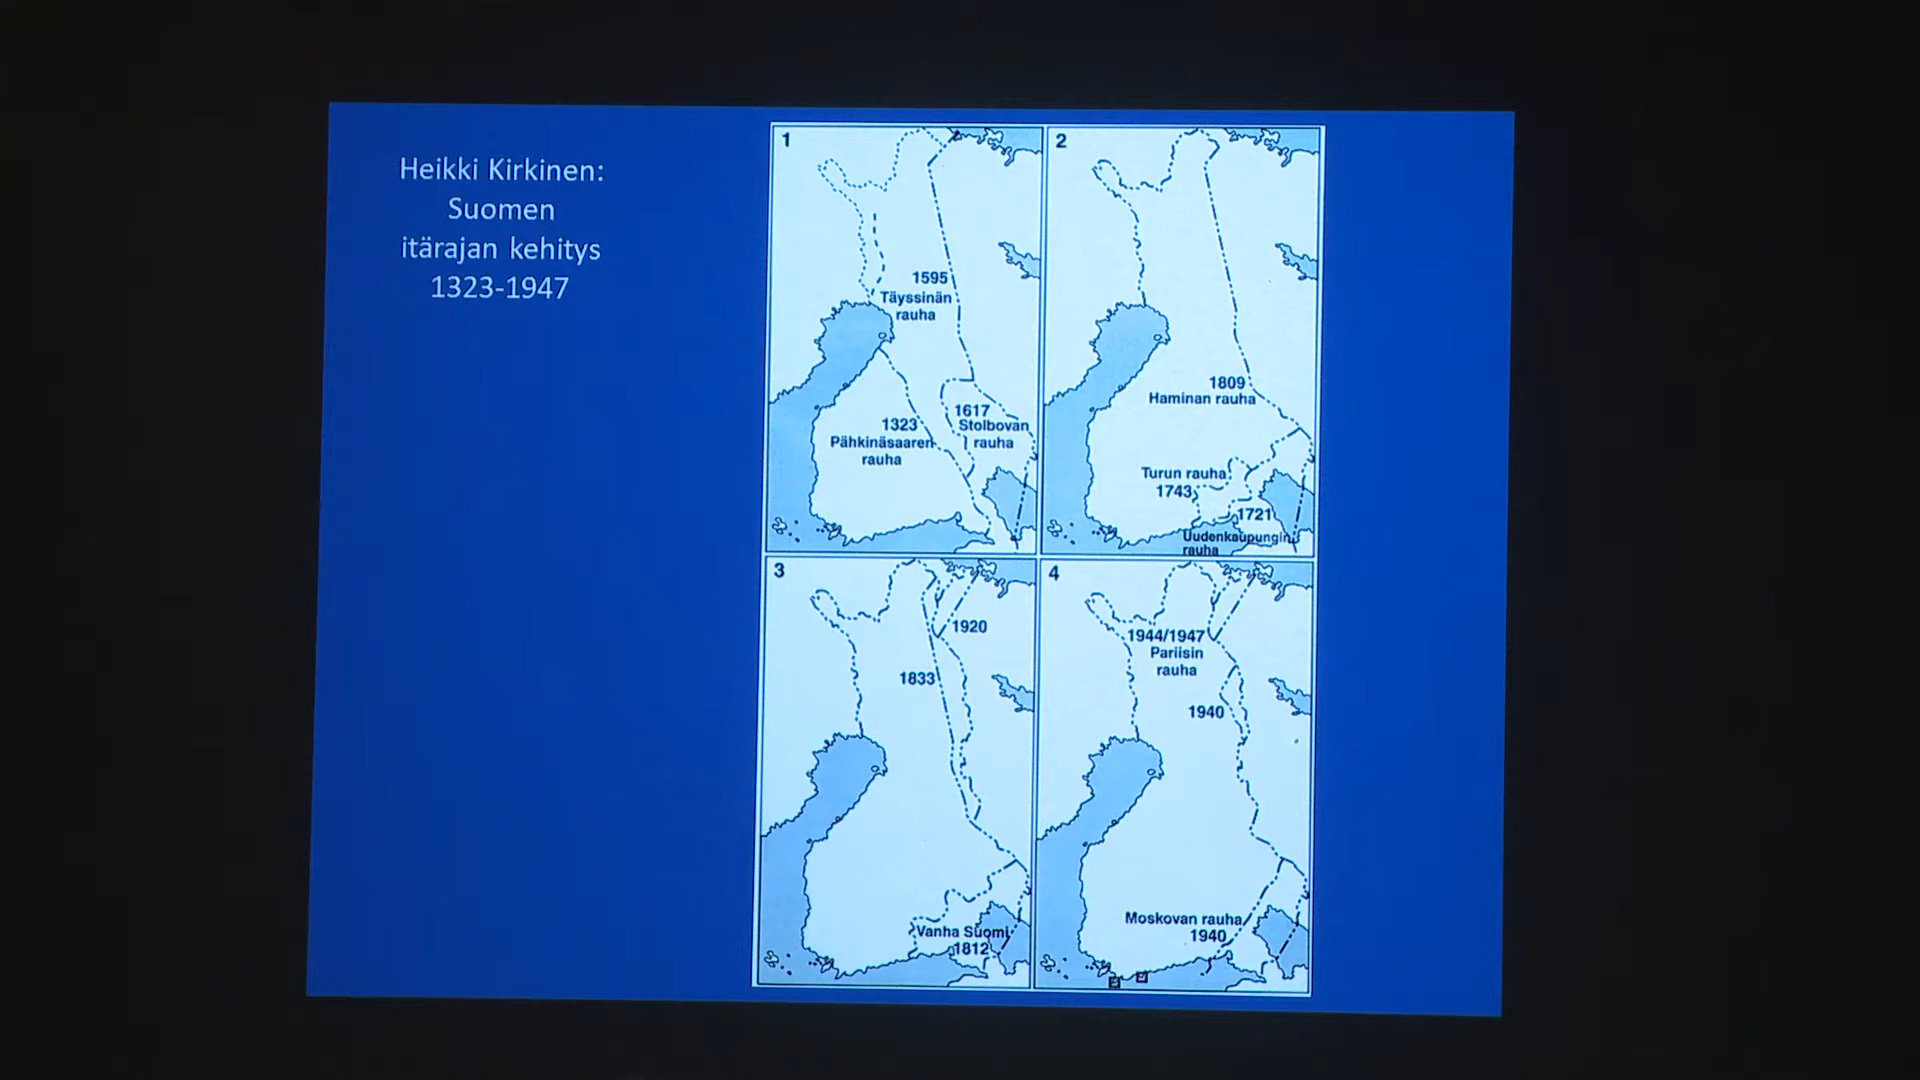 Heikki Kirkinen:
Suomen
itärajan kehitys
1323-1947
1
1595
Täyssinän
rauha
1323
Pähkinäsaaren
rauha
1617
Stolbovan
rauha
2
1809
Haminan rauha
Turun rauha
1743
1721
Uudenkaupungin
rauha
3
1920
1833
Vanha Suomi
1812
4
1944/1947
Pariisin
rauha
1940
Moskovan rauha
1940